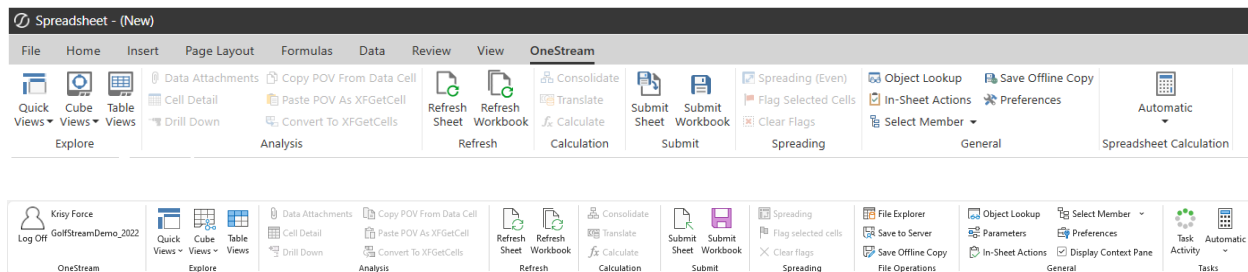 Spreadsheet - (New)
File Home Insert Page Layout Formulas Data Review View OneStream
Quick Views Cube Views Table Views
Data Attachments Copy POV From Data Cell
Cell Detail Paste POV As XFGetCell
Drill Down Convert To XFGetCells
Refresh Sheet Refresh Workbook
Consolidate
Translate
Calculate
Submit Sheet Submit Workbook
Spreading (Even)
Flag Selected Cells
Clear Flags
Object Lookup Save Offline Copy
In-Sheet Actions Preferences
Select Member
Automatic
Explore Analysis Refresh Calculation Submit Spreading General Spreadsheet Calculation
Krisy Force
Log Off GolfStreamDemo_2022
Quick Views Cube Views Table Views
Data Attachments Copy POV From Data Cell
Cell Detail Paste POV As XFGetCell
Drill Down Convert To XFGetCells
Refresh Sheet Refresh Workbook
Consolidate
Translate
Calculate
Submit Sheet Submit Workbook
Spreading
Flag selected cells
Clear flags
File Explorer
Save to Server
Save Offline Copy
Object Lookup Select Member
Parameters Preferences
In-Sheet Actions Display Context Pane
Task Activity Automatic
OneStream Explore Analysis Refresh Calculation Submit Spreading File Operations General Tasks